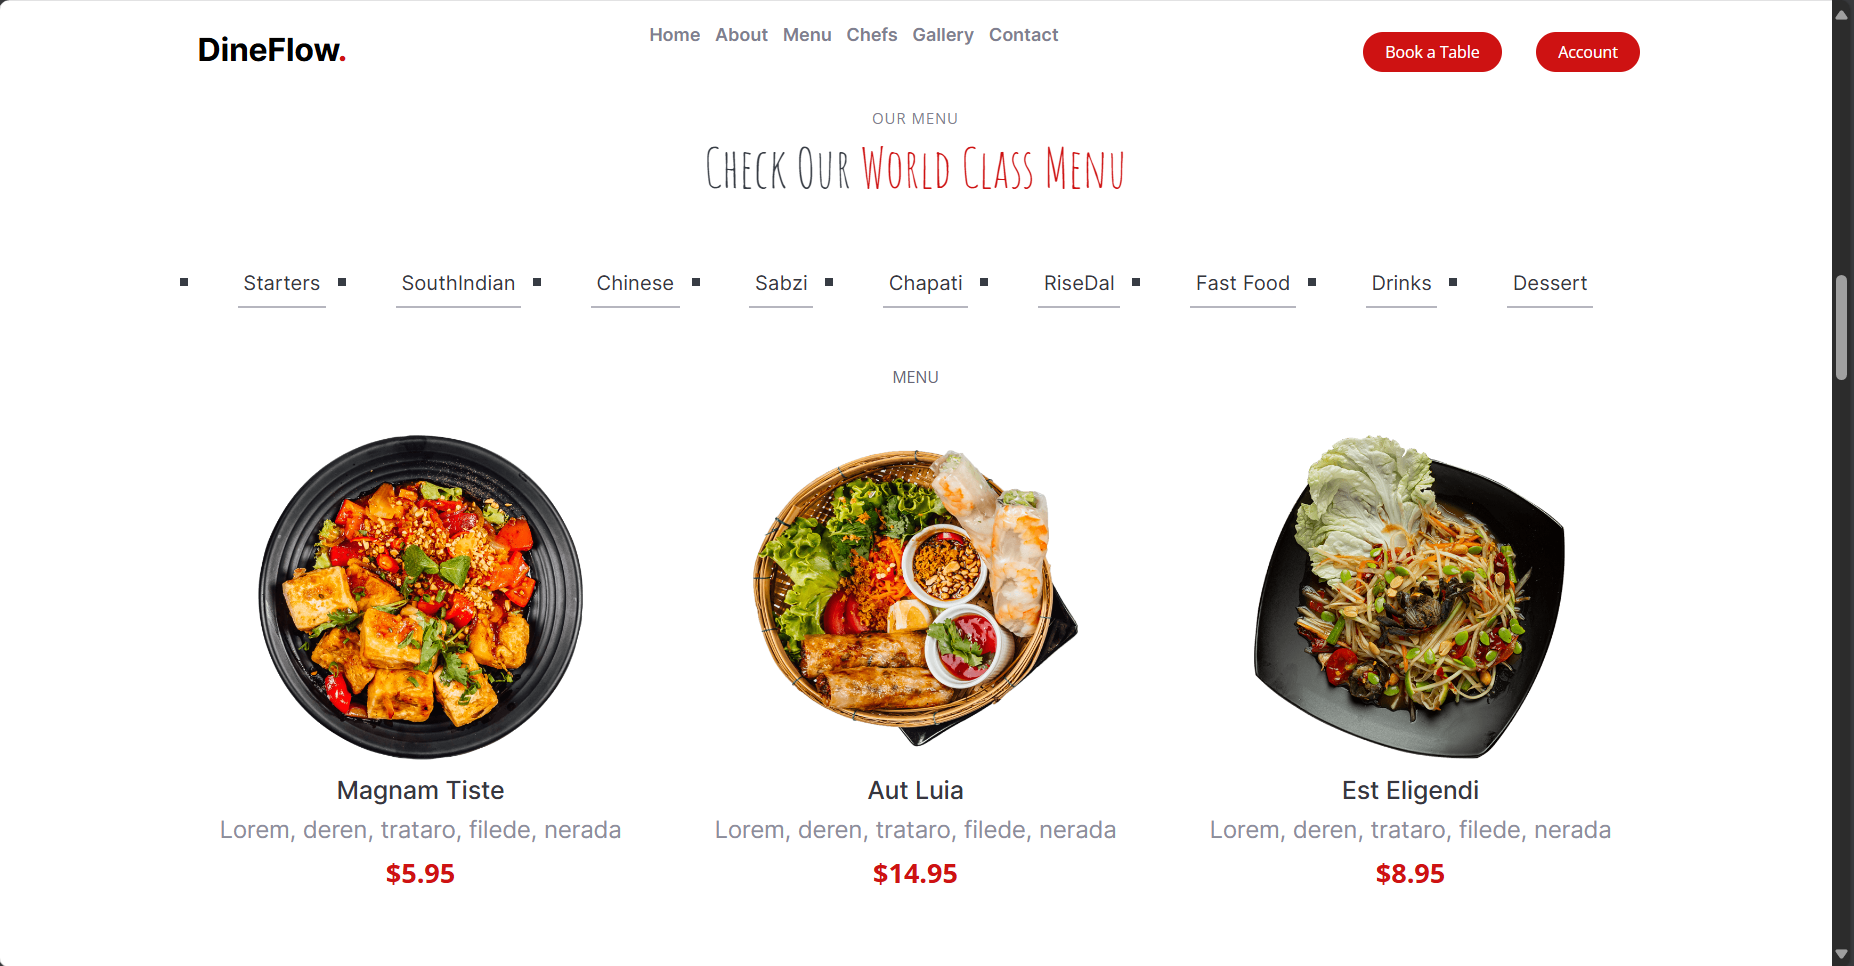 DineFlow.
Home About Menu Chefs Gallery Contact
Book a Table
Account
OUR MENU
Check Our World Class Menu
Starters SouthIndian Chinese Sabzi Chapati RiseDal Fast Food Drinks Dessert
MENU
Magnam Tiste
Lorem, deren, trataro, filede, nerada
$5.95
Aut Luia
Lorem, deren, trataro, filede, nerada
$14.95
Est Eligendi
Lorem, deren, trataro, filede, nerada
$8.95